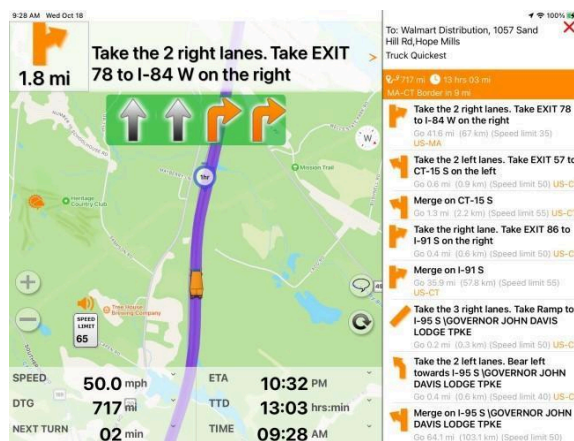 9:28 AM Wed Oct 18
100%
1.8 mi
Take the 2 right lanes. Take EXIT
78 to I-84 W on the right
>
W
1hr
Mission Trail
Heritage
Country Club
Tree House
Brewing Company
49
SPEED
LIMIT
65
SPEED
50.0 mph
ETA
10:32 PM
DTG
717 mi
TTD
13:03 hrs:min
NEXT TURN
02 min
TIME
09:28 AM
To: Walmart Distribution, 1057 Sand
Hill Rd,Hope Mills
Truck Quickest
717 mi 13 hrs 03 mi
MA-CT Border in 9 mi
Take the 2 right lanes. Take EXIT 78
to I-84 W on the right
Go 41.6 mi (67 km) (Speed limit 35)
US-MA
Take the 2 left lanes. Take EXIT 57 to
CT-15 S on the left
Go 0.6 mi (0.9 km) (Speed limit 50) US-C
Merge on CT-15 S
Go 1.3 mi (2.2 km) (Speed limit 55) US-C
Take the right lane. Take EXIT 86 to
I-91 S on the right
Go 0.4 mi (0.6 km) (Speed limit 50) US-C
Merge on I-91 S
Go 35.9 mi (57.8 km) (Speed limit 55)
US-CT
Take the 3 right lanes. Take Ramp to
I-95 S \GOVERNOR JOHN DAVIS
LODGE TPKE
Go 0.2 mi (0.3 km) (Speed limit 50) US-C
Take the 2 left lanes. Bear left
towards I-95 S \GOVERNOR JOHN
DAVIS LODGE TPKE
Go 0.4 mi (0.6 km) (Speed limit 40) US-C
Merge on I-95 S \GOVERNOR JOHN
DAVIS LODGE TPKE
Go 64.1 mi (103.1 km) (Speed limit 50)